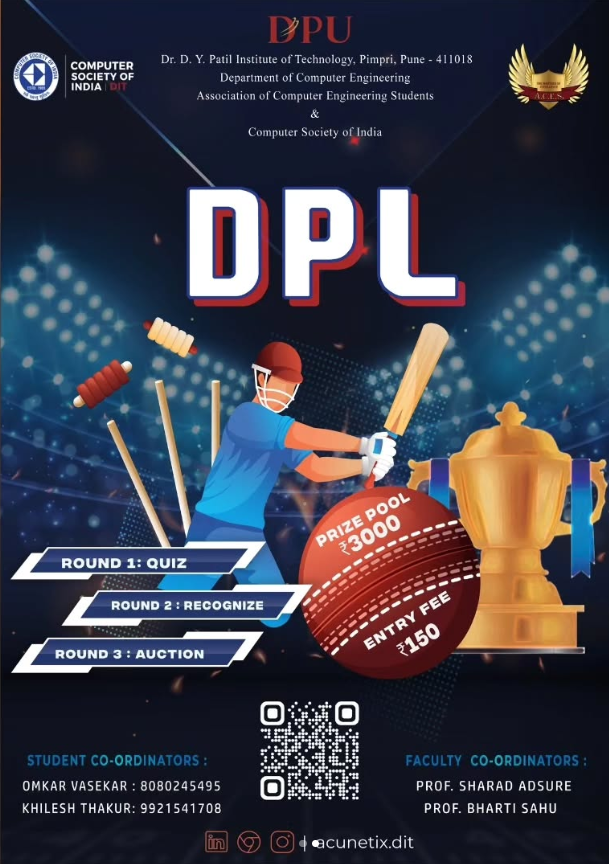 DPU
Dr. D. Y. Patil Institute of Technology, Pimpri, Pune - 411018
Department of Computer Engineering
Association of Computer Engineering Students
&
Computer Society of India
COMPUTER
SOCIETY OF
INDIA | DIT
A.C.E.S.
DPL
PRIZE POOL
₹3000
ENTRY FEE
₹150
ROUND 1: QUIZ
ROUND 2 : RECOGNIZE
ROUND 3 : AUCTION
STUDENT CO-ORDINATORS :
OMKAR VASEKAR : 8080245495
KHILESH THAKUR: 9921541708
FACULTY CO-ORDINATORS :
PROF. SHARAD ADSURE
PROF. BHARTI SAHU
in
acunetix.dit